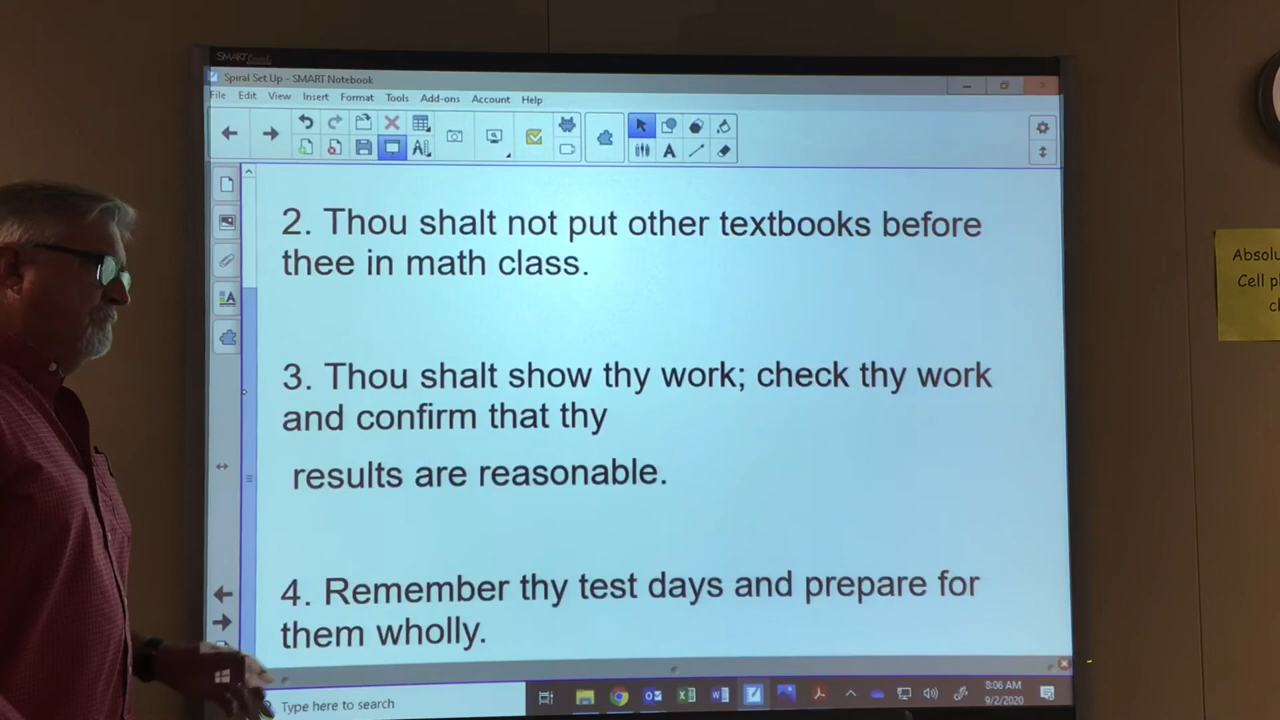 SMART
Spiral Set Up - SMART Notebook
File Edit View Insert Format Tools Add-ons Account Help
2. Thou shalt not put other textbooks before
thee in math class.
3. Thou shalt show thy work; check thy work
and confirm that thy
results are reasonable.
4. Remember thy test days and prepare for
them wholly.
Type here to search
8:06 AM
9/2/2020
Cell